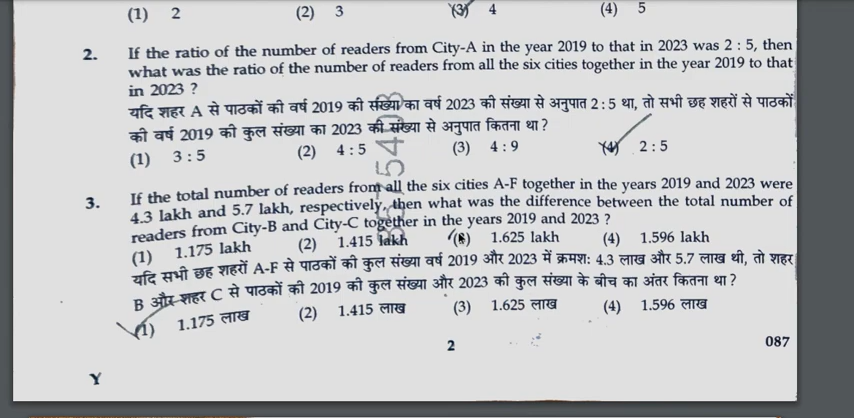 (1) 2 (2) 3 (3) 4 (4) 5
2. If the ratio of the number of readers from City-A in the year 2019 to that in 2023 was 2 : 5, then
what was the ratio of the number of readers from all the six cities together in the year 2019 to that
in 2023 ?
यदि शहर A से पाठकों की वर्ष 2019 की संख्या का वर्ष 2023 की संख्या से अनुपात 2 : 5 था, तो सभी छह शहरों से पाठकों
की वर्ष 2019 की कुल संख्या का 2023 की संख्या से अनुपात कितना था ?
(1) 3 : 5 (2) 4 : 5 (3) 4 : 9 (4) 2 : 5
3. If the total number of readers from all the six cities A-F together in the years 2019 and 2023 were
4.3 lakh and 5.7 lakh, respectively, then what was the difference between the total number of
readers from City-B and City-C together in the years 2019 and 2023 ?
(1) 1.175 lakh (2) 1.415 lakh (3) 1.625 lakh (4) 1.596 lakh
यदि सभी छह शहरों A-F से पाठकों की कुल संख्या वर्ष 2019 और 2023 में क्रमशः 4.3 लाख और 5.7 लाख थी, तो शहर
B और शहर C से पाठकों की 2019 की कुल संख्या और 2023 की कुल संख्या के बीच का अंतर कितना था ?
(1) 1.175 लाख (2) 1.415 लाख (3) 1.625 लाख (4) 1.596 लाख
2
087
Y